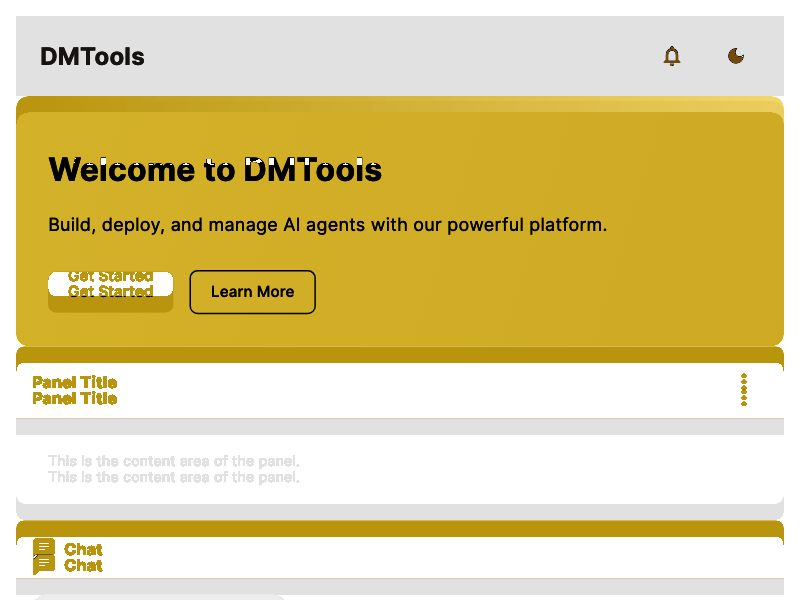 DMTools
Welcome to DMTools
Build, deploy, and manage AI agents with our powerful platform.
Get Started
Get Started
Learn More
Panel Title
Panel Title
This is the content area of the panel.
This is the content area of the panel.
Chat
Chat